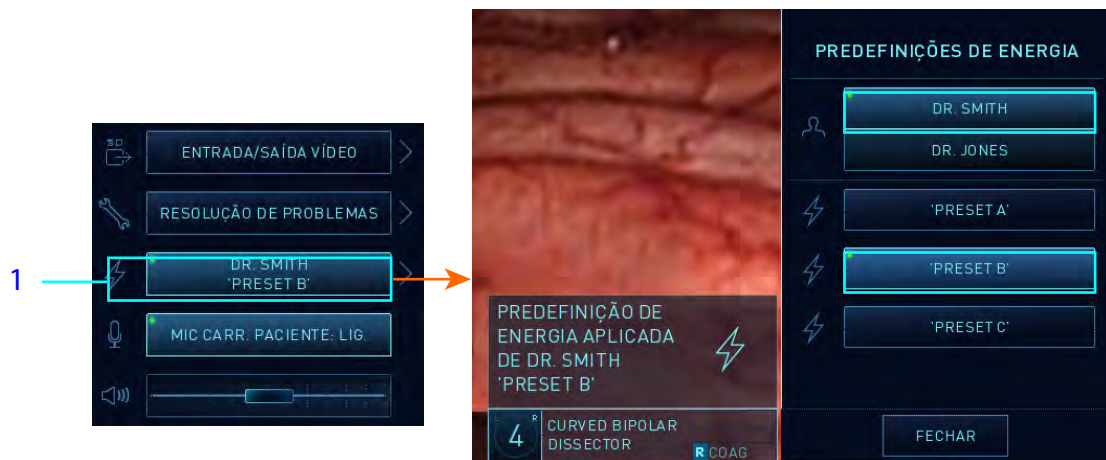 1
3D
ENTRADA/SAÍDA VÍDEO
RESOLUÇÃO DE PROBLEMAS
DR. SMITH
'PRESET B'
MIC CARR. PACIENTE: LIG.
PREDEFINIÇÃO DE
ENERGIA APLICADA
DE DR. SMITH
'PRESET B'
4
R
CURVED BIPOLAR
DISSECTOR
R COAG
PREDEFINIÇÕES DE ENERGIA
DR. SMITH
DR. JONES
'PRESET A'
'PRESET B'
'PRESET C'
FECHAR